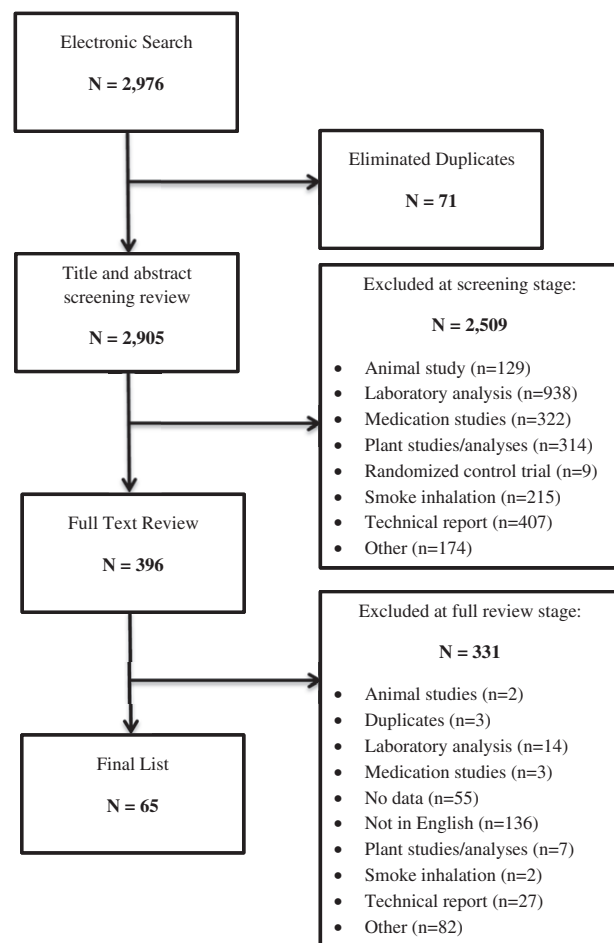 Electronic Search
N = 2,976
Eliminated Duplicates
N = 71
Title and abstract
screening review
N = 2,905
Excluded at screening stage:
N = 2,509
• Animal study (n=129)
• Laboratory analysis (n=938)
• Medication studies (n=322)
• Plant studies/analyses (n=314)
• Randomized control trial (n=9)
• Smoke inhalation (n=215)
• Technical report (n=407)
• Other (n=174)
Full Text Review
N = 396
Excluded at full review stage:
N = 331
• Animal studies (n=2)
• Duplicates (n=3)
• Laboratory analysis (n=14)
• Medication studies (n=3)
• No data (n=55)
• Not in English (n=136)
• Plant studies/analyses (n=7)
• Smoke inhalation (n=2)
• Technical report (n=27)
• Other (n=82)
Final List
N = 65